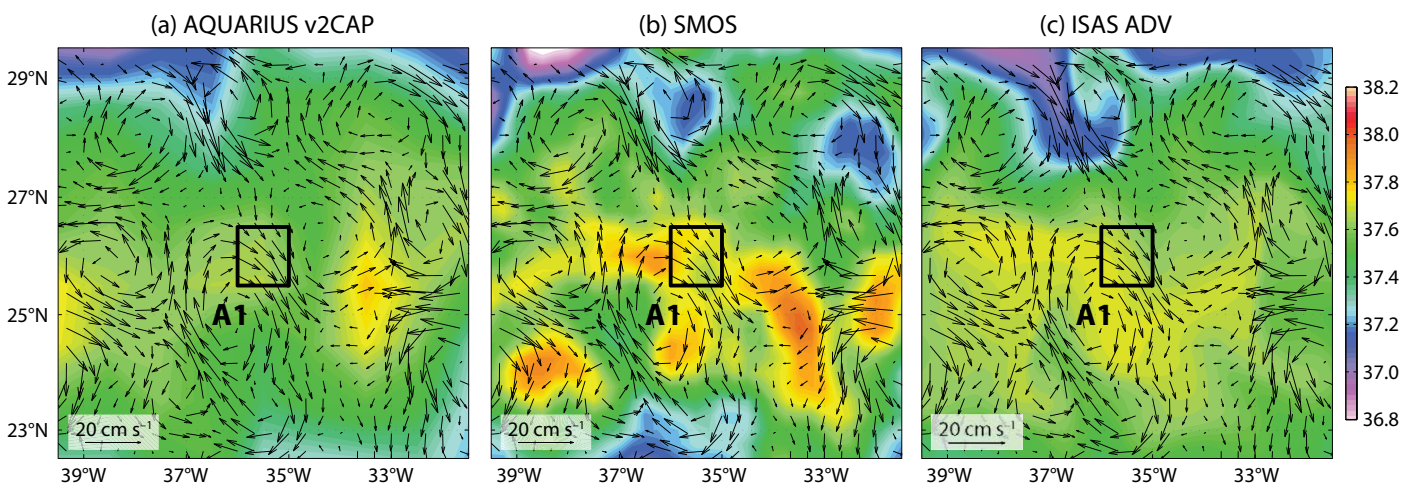 (a) AQUARIUS v2CAP (b) SMOS (c) ISAS ADV
29°N
27°N
25°N
23°N
A1 A1 A1
20 cm s⁻¹ 20 cm s⁻¹ 20 cm s⁻¹
39°W 37°W 35°W 33°W 39°W 37°W 35°W 33°W 39°W 37°W 35°W 33°W
38.2
38.0
37.8
37.6
37.4
37.2
37.0
36.8